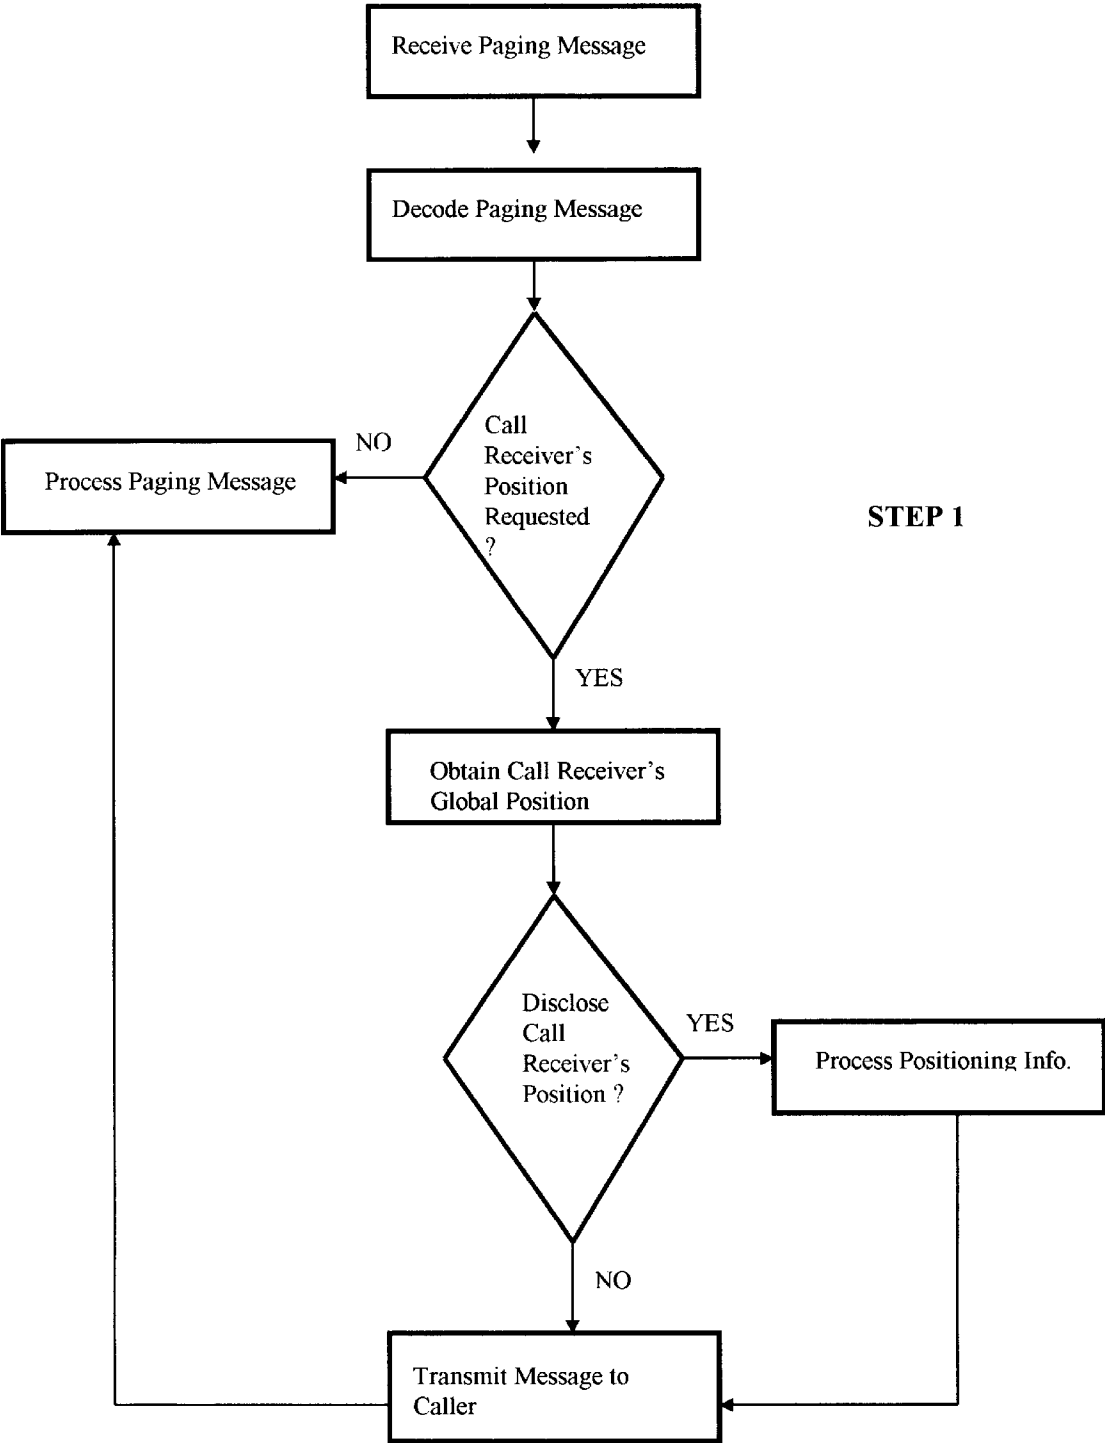 Receive Paging Message
Decode Paging Message
Call
Receiver's
Position
Requested
?
NO
Process Paging Message
STEP 1
YES
Obtain Call Receiver's
Global Position
Disclose
Call
Receiver's
Position ?
YES
Process Positioning Info.
NO
Transmit Message to
Caller